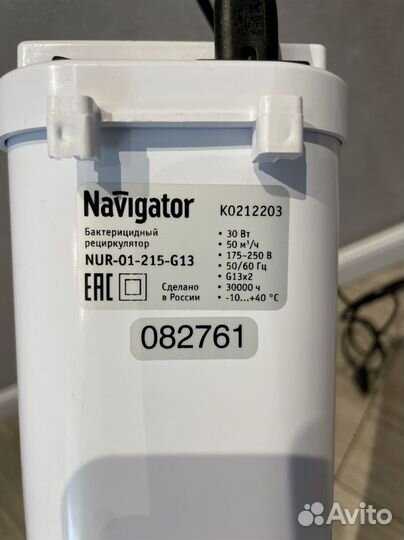 Navigator K0212203
Бактерицидный
рециркулятор
NUR-01-215-G13
EAC
Сделано
в России
• 30 Вт
• 50 м³/ч
• 175-250 В
• 50/60 Гц
• G13x2
• 30000 ч
• -10...+40 °C
082761
Avito